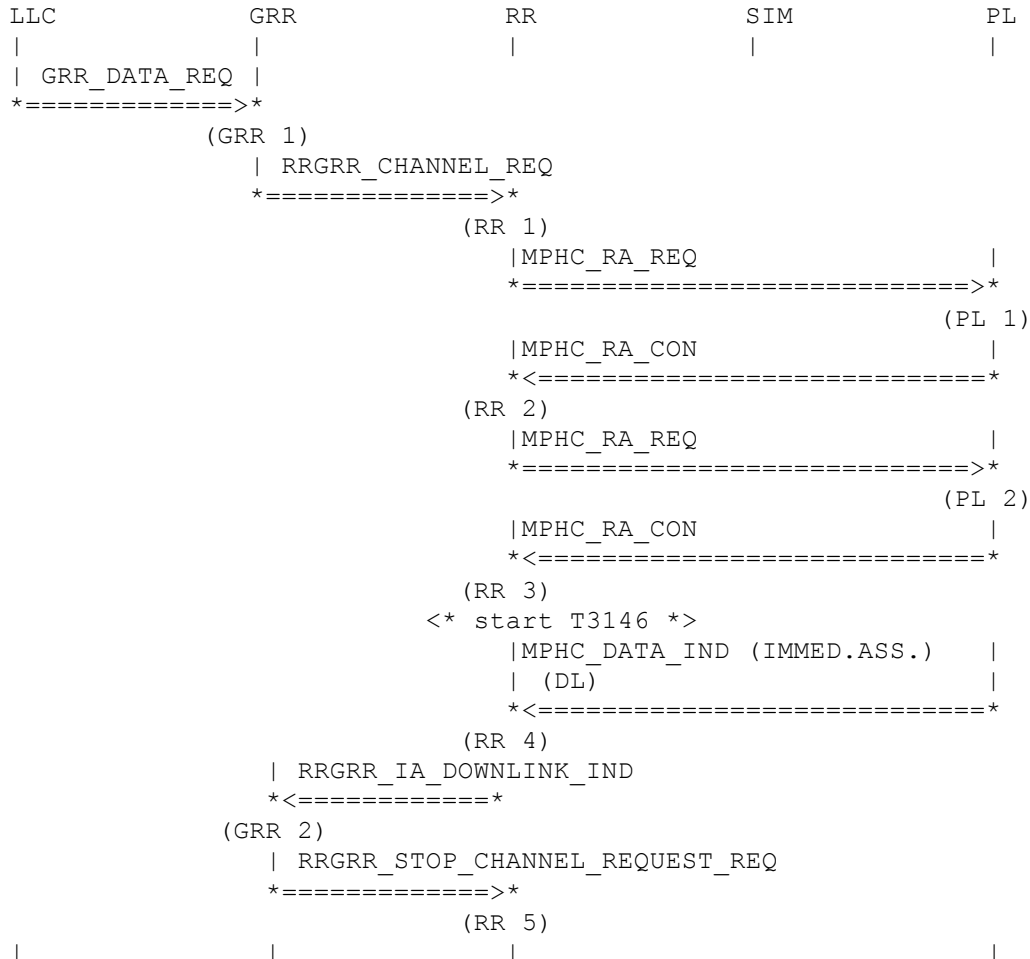 LLC GRR RR SIM PL
| | | | |
| GRR_DATA_REQ |
*=============>*
(GRR 1)
| RRGRR_CHANNEL_REQ
*==============>*
(RR 1)
|MPHC_RA_REQ |
*============================>*
(PL 1)
|MPHC_RA_CON |
*<============================*
(RR 2)
|MPHC_RA_REQ |
*============================>*
(PL 2)
|MPHC_RA_CON |
*<============================*
(RR 3)
<* start T3146 *>
|MPHC_DATA_IND (IMMED.ASS.) |
| (DL) |
*<============================*
(RR 4)
| RRGRR_IA_DOWNLINK_IND
*<============*
(GRR 2)
| RRGRR_STOP_CHANNEL_REQUEST_REQ
*=============>*
(RR 5)
| | | |